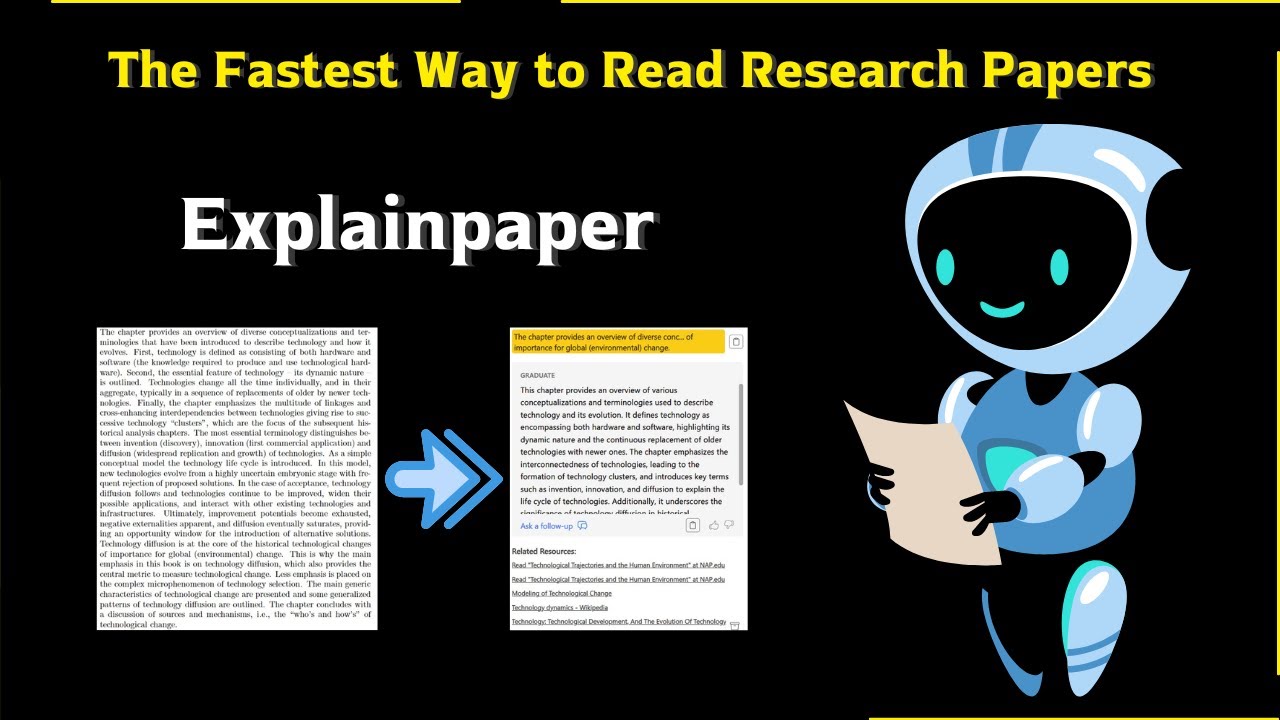 The Fastest Way to Read Research Papers
Explainpaper
The chapter provides an overview of diverse conceptualizations and ter-
minologies that have been introduced to describe technology and how it
evolves. First, technology is defined as consisting of both hardware and
software (the knowledge required to produce and use technological hard-
ware). Second, the essential feature of technology – its dynamic nature –
is outlined. Technologies change all the time individually, and in their
aggregate, typically in a sequence of replacements of older by newer tech-
nologies. Finally, the chapter emphasizes the multitude of linkages and
cross-enhancing interdependencies between technologies giving rise to suc-
cessive technology “clusters”, which are the focus of the subsequent his-
torical analysis chapters. The most essential terminology distinguishes be-
tween invention (discovery), innovation (first commercial application) and
diffusion (widespread replication and growth) of technologies. As a simple
conceptual model the technology life cycle is introduced. In this model,
new technologies evolve from a highly uncertain embryonic stage with fre-
quent rejection of proposed solutions. In the case of acceptance, technology
diffusion follows and technologies continue to be improved, widen their
possible applications, and interact with other existing technologies and
infrastructures. Ultimately, improvement potentials become exhausted,
negative externalities apparent, and diffusion eventually saturates, provid-
ing an opportunity window for the introduction of alternative solutions.
Technology diffusion is at the core of the historical technological changes
of importance for global (environmental) change. This is why the main
emphasis in this book is on technology diffusion, which also provides the
central metric to measure technological change. Less emphasis is placed on
the complex microphenomenon of technology selection. The main generic
characteristics of technological change are presented and some generalized
patterns of technology diffusion are outlined. The chapter concludes with
a discussion of sources and mechanisms, i.e., the “who's and how's” of
technological change.
The chapter provides an overview of diverse conc... of
importance for global (environmental) change.
GRADUATE
This chapter provides an overview of various
conceptualizations and terminologies used to describe
technology and its evolution. It defines technology as
encompassing both hardware and software, highlighting its
dynamic nature and the continuous replacement of older
technologies with newer ones. The chapter emphasizes the
interconnectedness of technologies, leading to the
formation of technology clusters, and introduces key terms
such as invention, innovation, and diffusion to explain the
life cycle of technologies. Additionally, it underscores the
significance of technology diffusion in historical
Ask a follow-up
Related Resources:
Read "Technological Trajectories and the Human Environment" at NAP.edu
Read "Technological Trajectories and the Human Environment" at NAP.edu
Modeling of Technological Change
Technology dynamics - Wikipedia
Technology: Technological Development, And The Evolution Of Technology